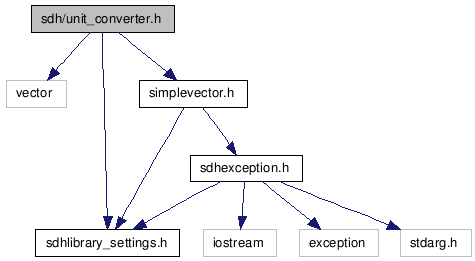 sdh/unit_converter.h
vector
simplevector.h
sdhexception.h
sdhlibrary_settings.h
iostream
exception
stdarg.h